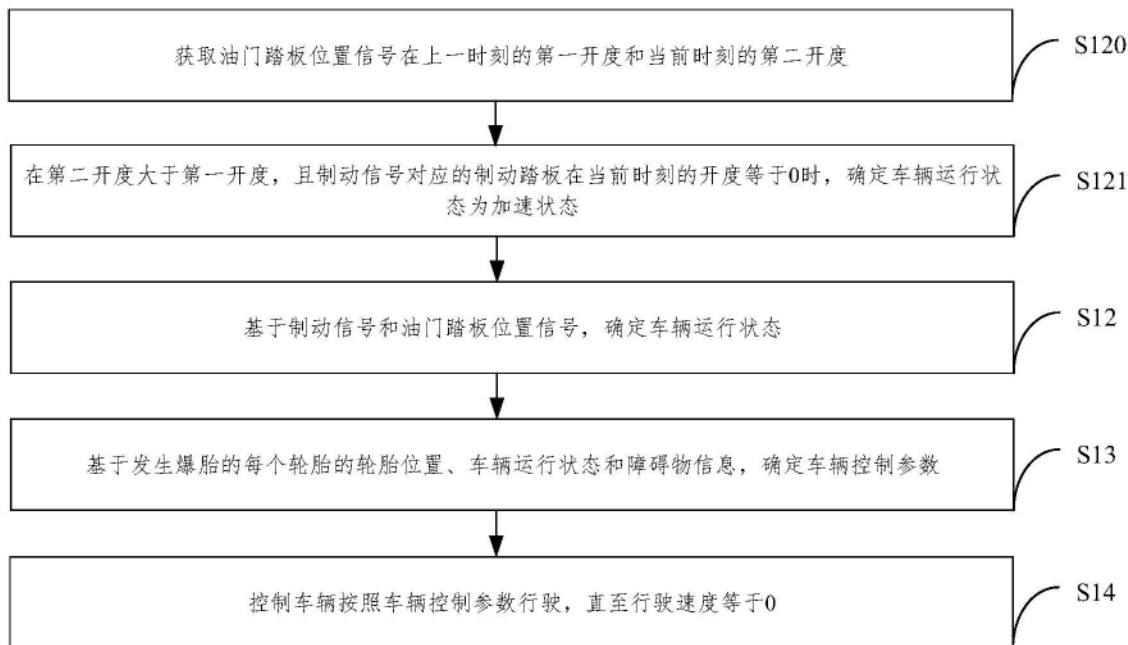 获取油门踏板位置信号在上一时刻的第一开度和当前时刻的第二开度
S120
在第二开度大于第一开度，且制动信号对应的制动踏板在当前时刻的开度等于0时，确定车辆运行状
态为加速状态
S121
基于制动信号和油门踏板位置信号，确定车辆运行状态
S12
基于发生爆胎的每个轮胎的轮胎位置、车辆运行状态和障碍物信息，确定车辆控制参数
S13
控制车辆按照车辆控制参数行驶，直至行驶速度等于0
S14